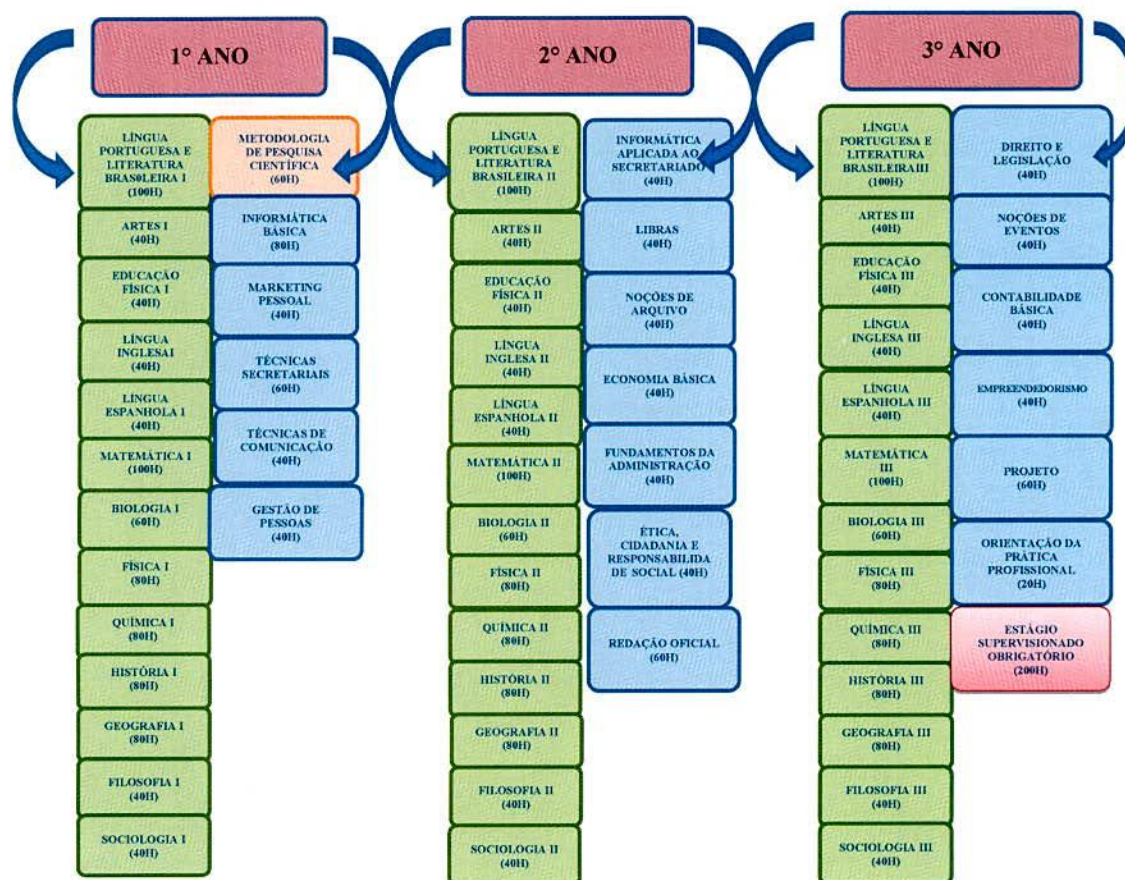 1° ANO
LÍNGUA
PORTUGUESA E
LITERATURA
BRAS0LEIRA I
(100H)
ARTES I
(40H)
EDUCAÇÃO
FÍSICA I
(40H)
LÍNGUA
INGLESAI
(40H)
LÍNGUA
ESPANHOLA I
(40H)
MATEMÁTICA I
(100H)
BIOLOGIA I
(60H)
FÍSICA I
(80H)
QUÍMICA I
(80H)
HISTÓRIA I
(80H)
GEOGRAFIA I
(80H)
FILOSOFIA I
(40H)
SOCIOLOGIA I
(40H)
METODOLOGIA
DE PESQUISA
CIENTÍFICA
(60H)
INFORMÁTICA
BÁSICA
(80H)
MARKETING
PESSOAL
(40H)
TÉCNICAS
SECRETARIAIS
(60H)
TÉCNICAS DE
COMUNICAÇÃO
(40H)
GESTÃO DE
PESSOAS
(40H)
2° ANO
LÍNGUA
PORTUGUESA E
LITERATURA
BRASILEIRA II
(100H)
ARTES II
(40H)
EDUCAÇÃO
FÍSICA II
(40H)
LÍNGUA
INGLESA II
(40H)
LÍNGUA
ESPANHOLA II
(40H)
MATEMÁTICA II
(100H)
BIOLOGIA II
(60H)
FÍSICA II
(80H)
QUÍMICA II
(80H)
HISTÓRIA II
(80H)
GEOGRAFIA II
(80H)
FILOSOFIA II
(40H)
SOCIOLOGIA II
(40H)
INFORMÁTICA
APLICADA AO
SECRETARIADO
(40H)
LIBRAS
(40H)
NOÇÕES DE
ARQUIVO
(40H)
ECONOMIA BÁSICA
(40H)
FUNDAMENTOS DA
ADMINISTRAÇÃO
(40H)
ÉTICA,
CIDADANIA E
RESPONSABILIDA
DE SOCIAL (40H)
REDAÇÃO OFICIAL
(60H)
3° ANO
LÍNGUA
PORTUGUESA E
LITERATURA
BRASILEIRAIII
(100H)
ARTES III
(40H)
EDUCAÇÃO
FÍSICA III
(40H)
LÍNGUA
INGLESA III
(40H)
LÍNGUA
ESPANHOLA III
(40H)
MATEMÁTICA
III
(100H)
BIOLOGIA III
(60H)
FÍSICA III
(80H)
QUÍMICA III
(80H)
HISTÓRIA III
(80H)
GEOGRAFIA III
(80H)
FILOSOFIA III
(40H)
SOCIOLOGIA III
(40H)
DIREITO E
LEGISLAÇÃO
(40H)
NOÇÕES DE
EVENTOS
(40H)
CONTABILIDADE
BÁSICA
(40H)
EMPREENDEDORISMO
(40H)
PROJETO
(60H)
ORIENTAÇÃO DA
PRÁTICA
PROFISSIONAL
(20H)
ESTÁGIO
SUPERVISIONADO
OBRIGATÓRIO
(200H)